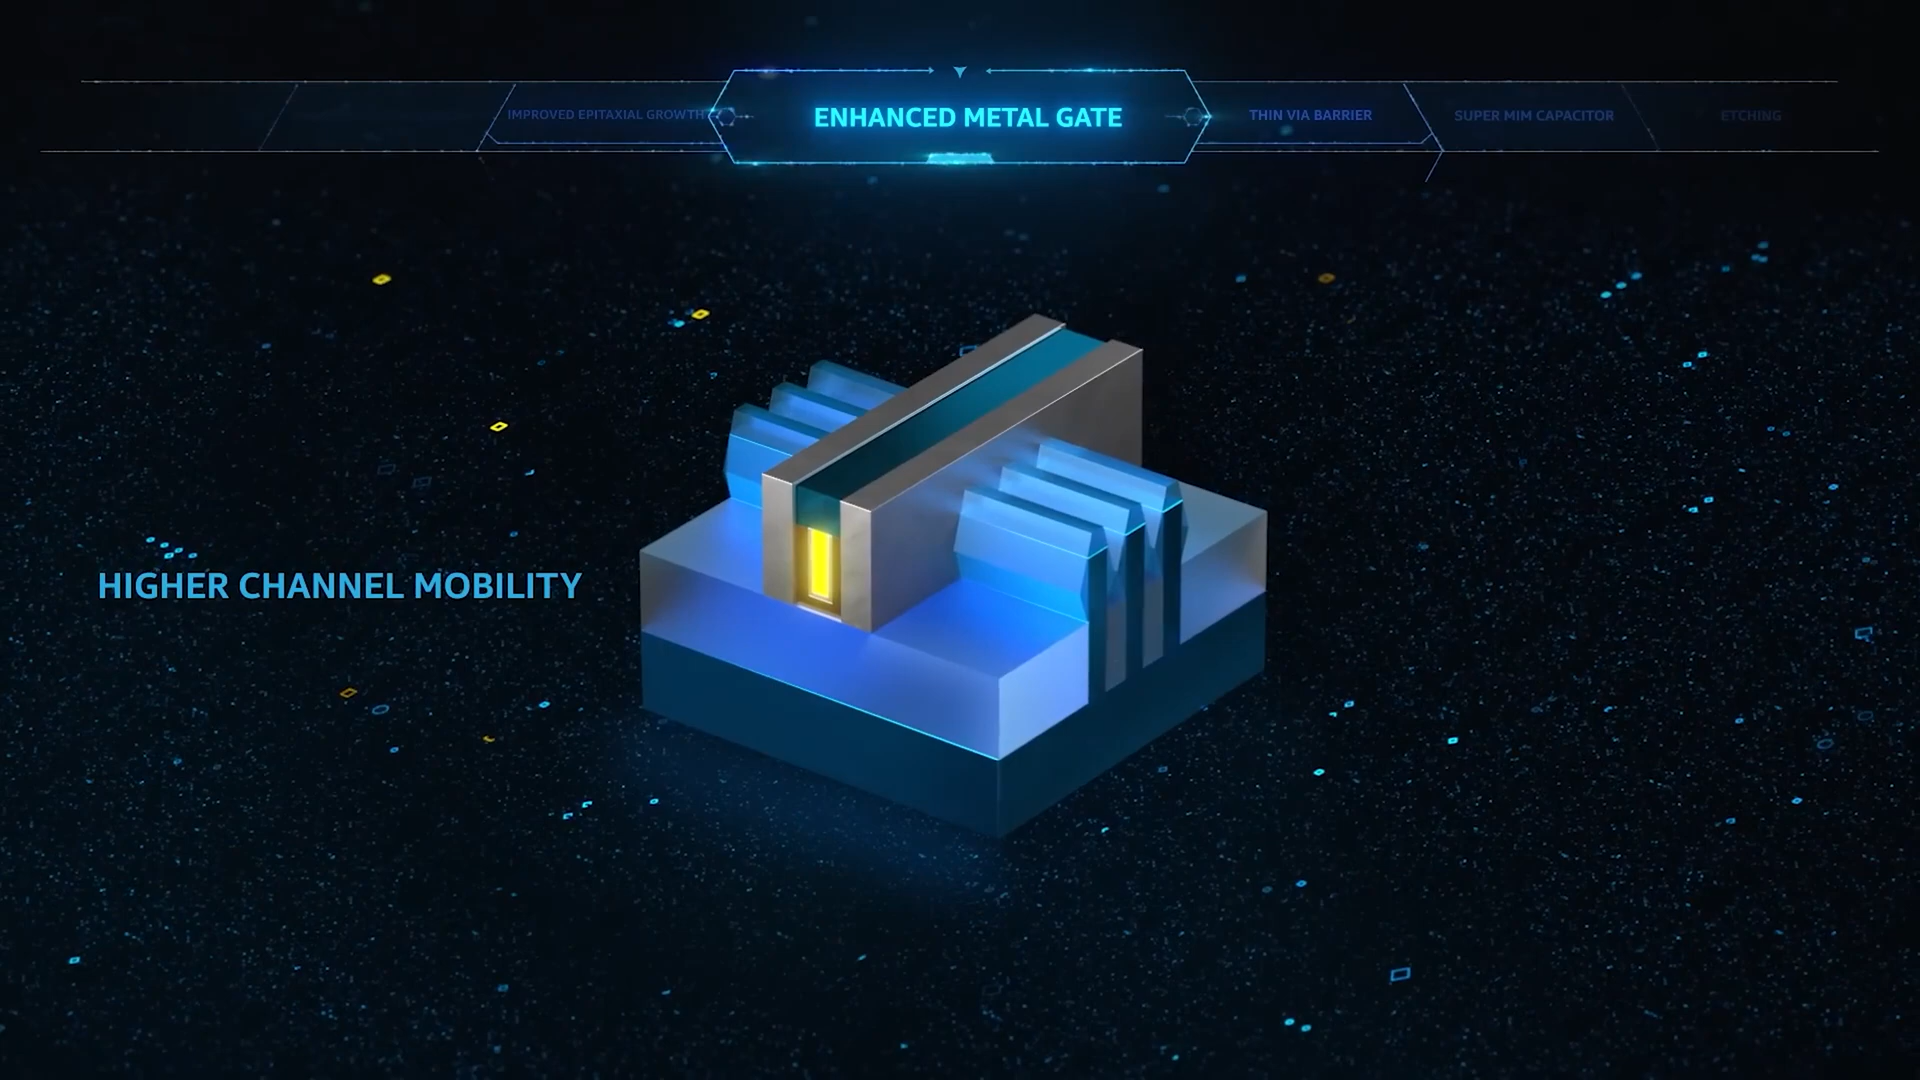 IMPROVED EPITAXIAL GROWTH
ENHANCED METAL GATE
THIN VIA BARRIER
SUPER MIM CAPACITOR
ETCHING
HIGHER CHANNEL MOBILITY